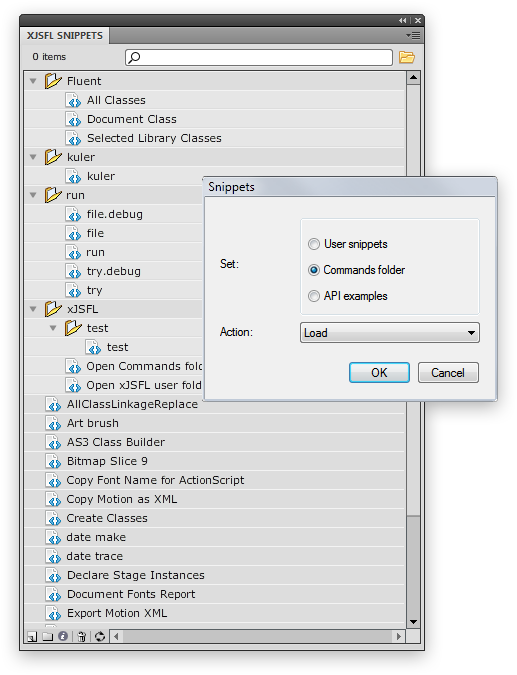 XJSFL SNIPPETS
0 items
Fluent
All Classes
Document Class
Selected Library Classes
kuler
kuler
run
file.debug
file
run
try.debug
try
xJSFL
test
test
Open Commands fold
Open xJSFL user fold
AllClassLinkageReplace
Art brush
AS3 Class Builder
Bitmap Slice 9
Copy Font Name for ActionScript
Copy Motion as XML
Create Classes
date make
date trace
Declare Stage Instances
Document Fonts Report
Export Motion XML
Snippets
Set:
User snippets
Commands folder
API examples
Action:
Load
OK
Cancel